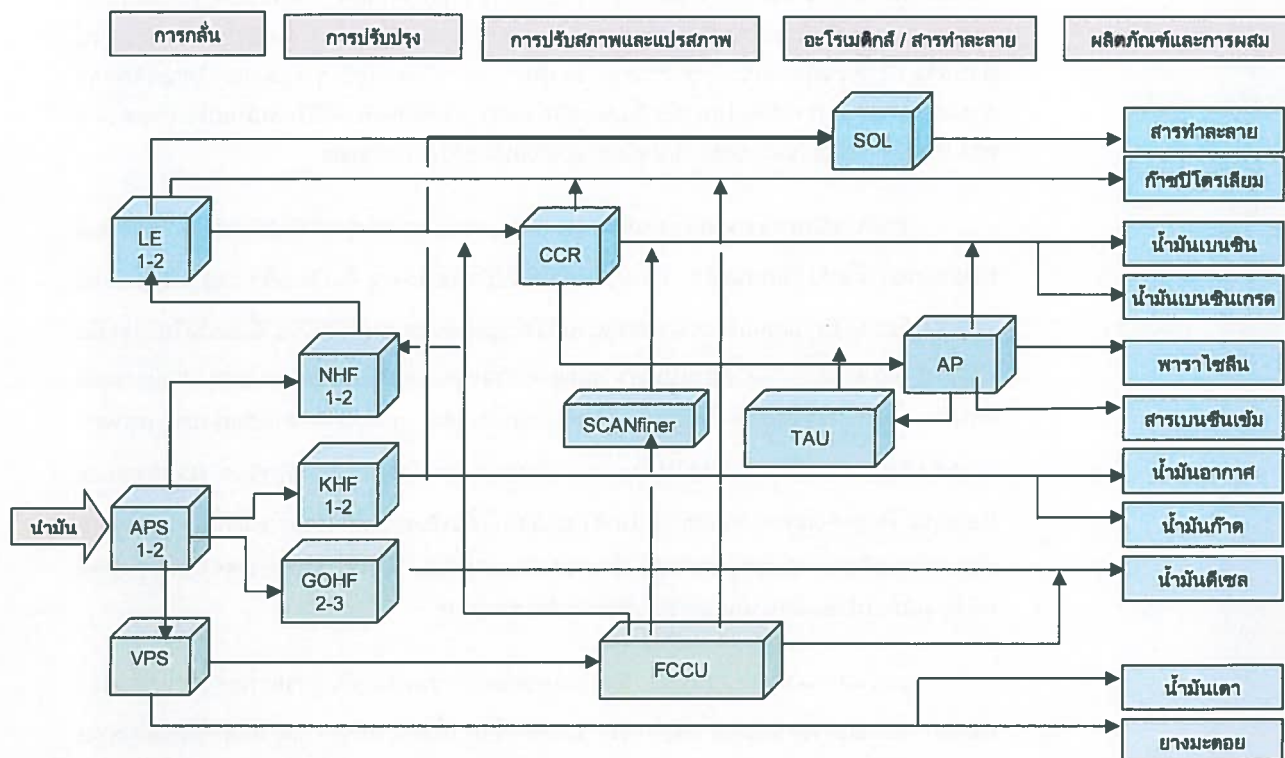 การกลั่น
การปรับปรุง
การปรับสภาพและแปรสภาพ
อะโรเมติกส์ / สารทำละลาย
ผลิตภัณฑ์และการผสม
SOL
สารทำละลาย
ก๊าซปิโตรเลียม
LE
1-2
CCR
น้ำมันเบนซิน
น้ำมันเบนซินเกรด
NHF
1-2
AP
พาราไซลีน
SCANfiner
TAU
สารเบนซีนเข้ม
KHF
1-2
น้ำมันอากาศ
น้ำมัน
APS
1-2
น้ำมันก๊าด
GOHF
2-3
น้ำมันดีเซล
VPS
FCCU
น้ำมันเตา
ยางมะตอย